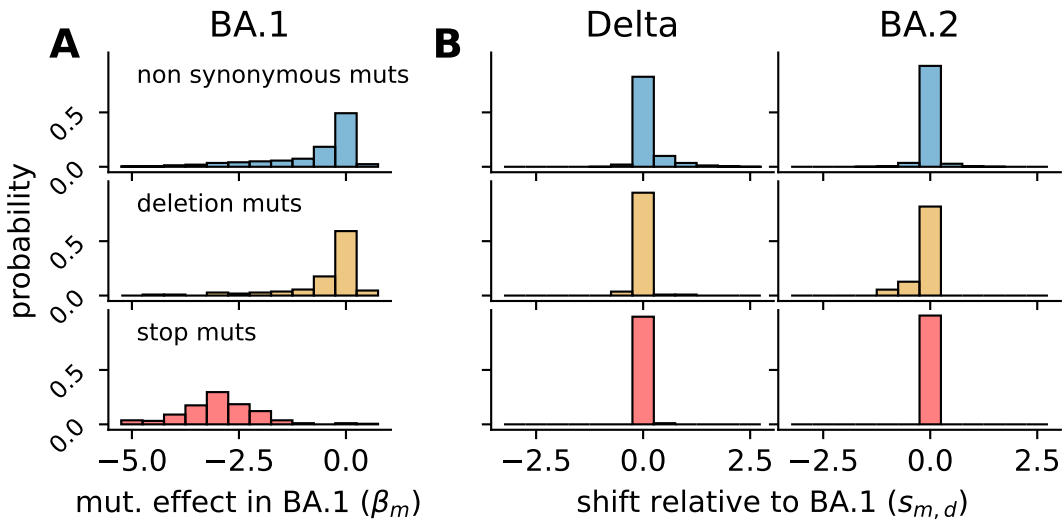 A
BA.1
B
Delta
BA.2
non synonymous muts
0.5
0.0
−2.5
0.0
2.5
−2.5
0.0
2.5
deletion muts
0.5
0.0
stop muts
0.5
0.0
probability
−5.0
−2.5
0.0
mut. effect in BA.1 (βm)
shift relative to BA.1 (sm, d)